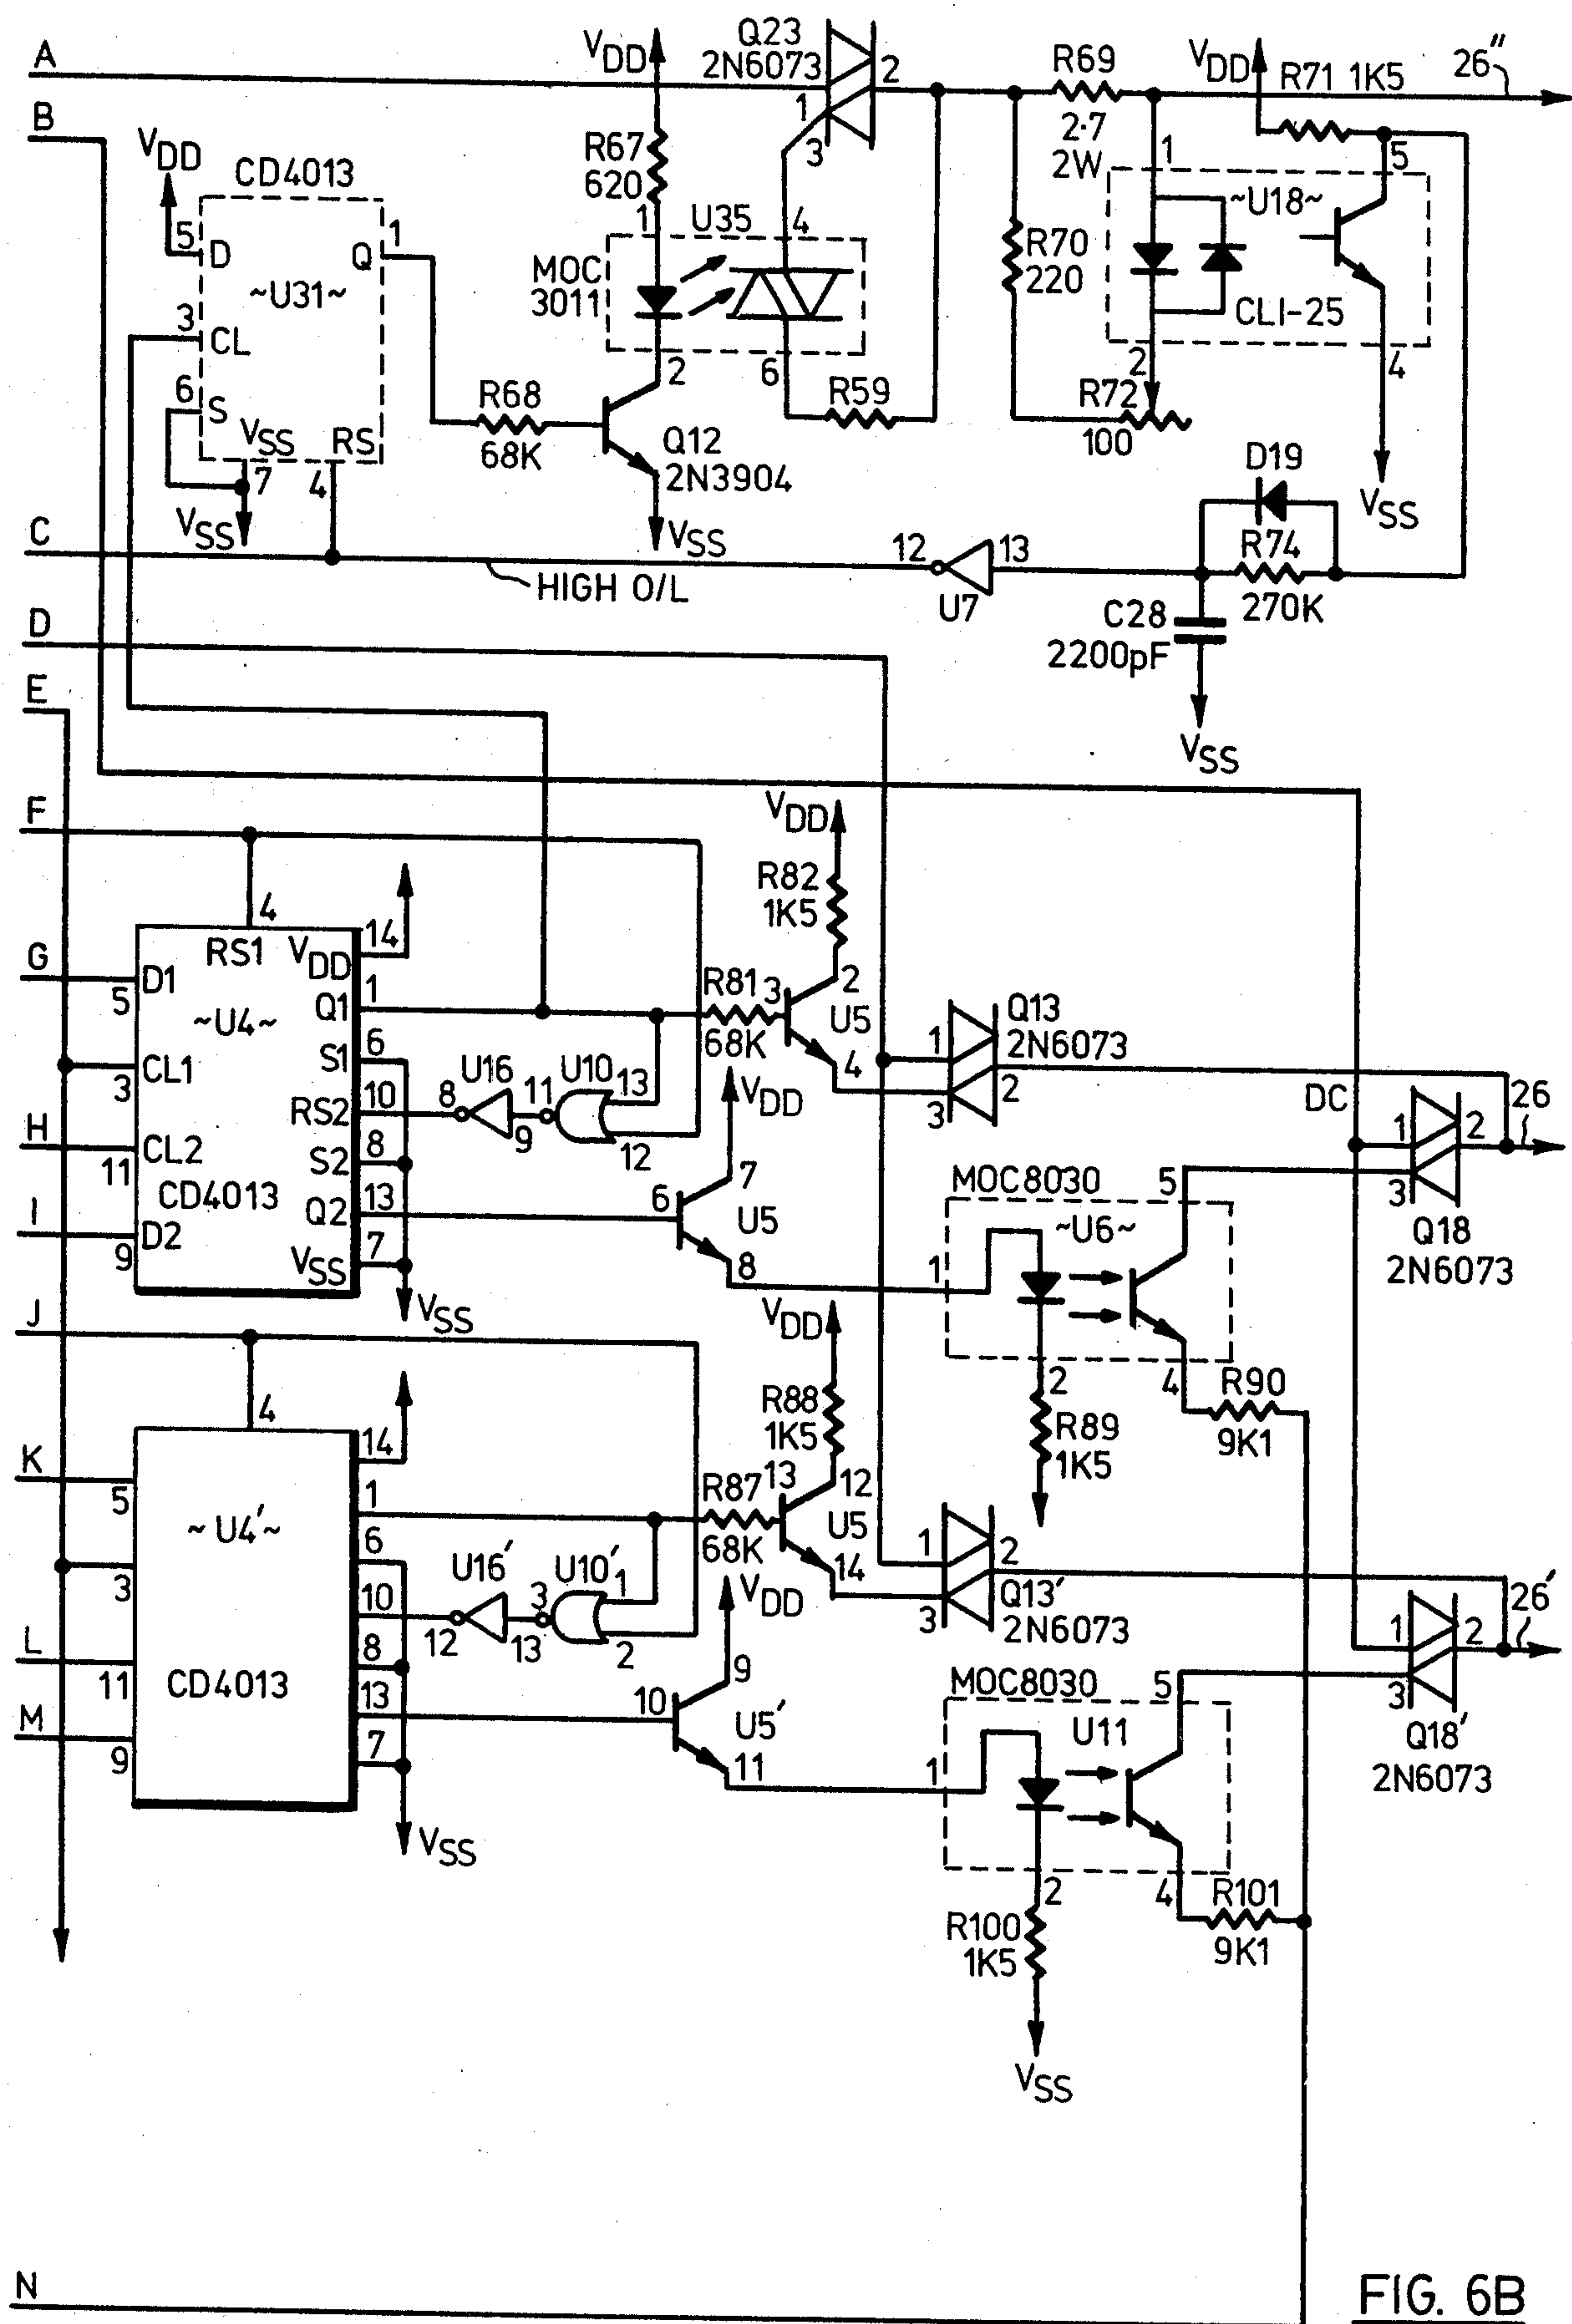 A
VDD
Q23
2N6073
1
2
3
R69
2·7
2W
VDD
R71 1K5
26"
B
VDD
CD4013
5
D
Q
1
~U31~
3
CL
6
S
VSS
RS
7
4
VSS
R67
620
1
U35
4
MOC
3011
2
6
R59
R68
68K
Q12
2N3904
VSS
R70
220
1
5
~U18~
CLI-25
2
4
R72
100
VSS
C
HIGH O/L
12
13
U7
D19
R74
270K
C28
2200pF
VSS
D
E
F
VDD
R82
1K5
4
RS1
VDD
14
G
5
D1
~U4~
Q1
1
S1
6
3
CL1
RS2
10
H
11
CL2
S2
8
CD4013
Q2
13
I
9
D2
VSS
7
VSS
8
U16
9
11
U10
13
12
R81
68K
3
2
U5
4
VDD
6
7
U5
8
Q13
2N6073
1
2
3
DC
1
2
3
26
Q18
2N6073
MOC8030
~U6~
5
1
2
4
R90
9K1
R89
1K5
J
VDD
R88
1K5
4
14
K
5
1
~U4'~
6
3
10
L
11
8
CD4013
13
M
9
7
VSS
12
U16'
13
3
U10'
1
2
R87
68K
13
12
U5
14
VDD
10
9
U5'
11
1
2
3
Q13'
2N6073
1
2
3
26'
Q18'
2N6073
MOC8030
U11
5
1
2
4
R101
9K1
R100
1K5
VSS
N
FIG. 6B